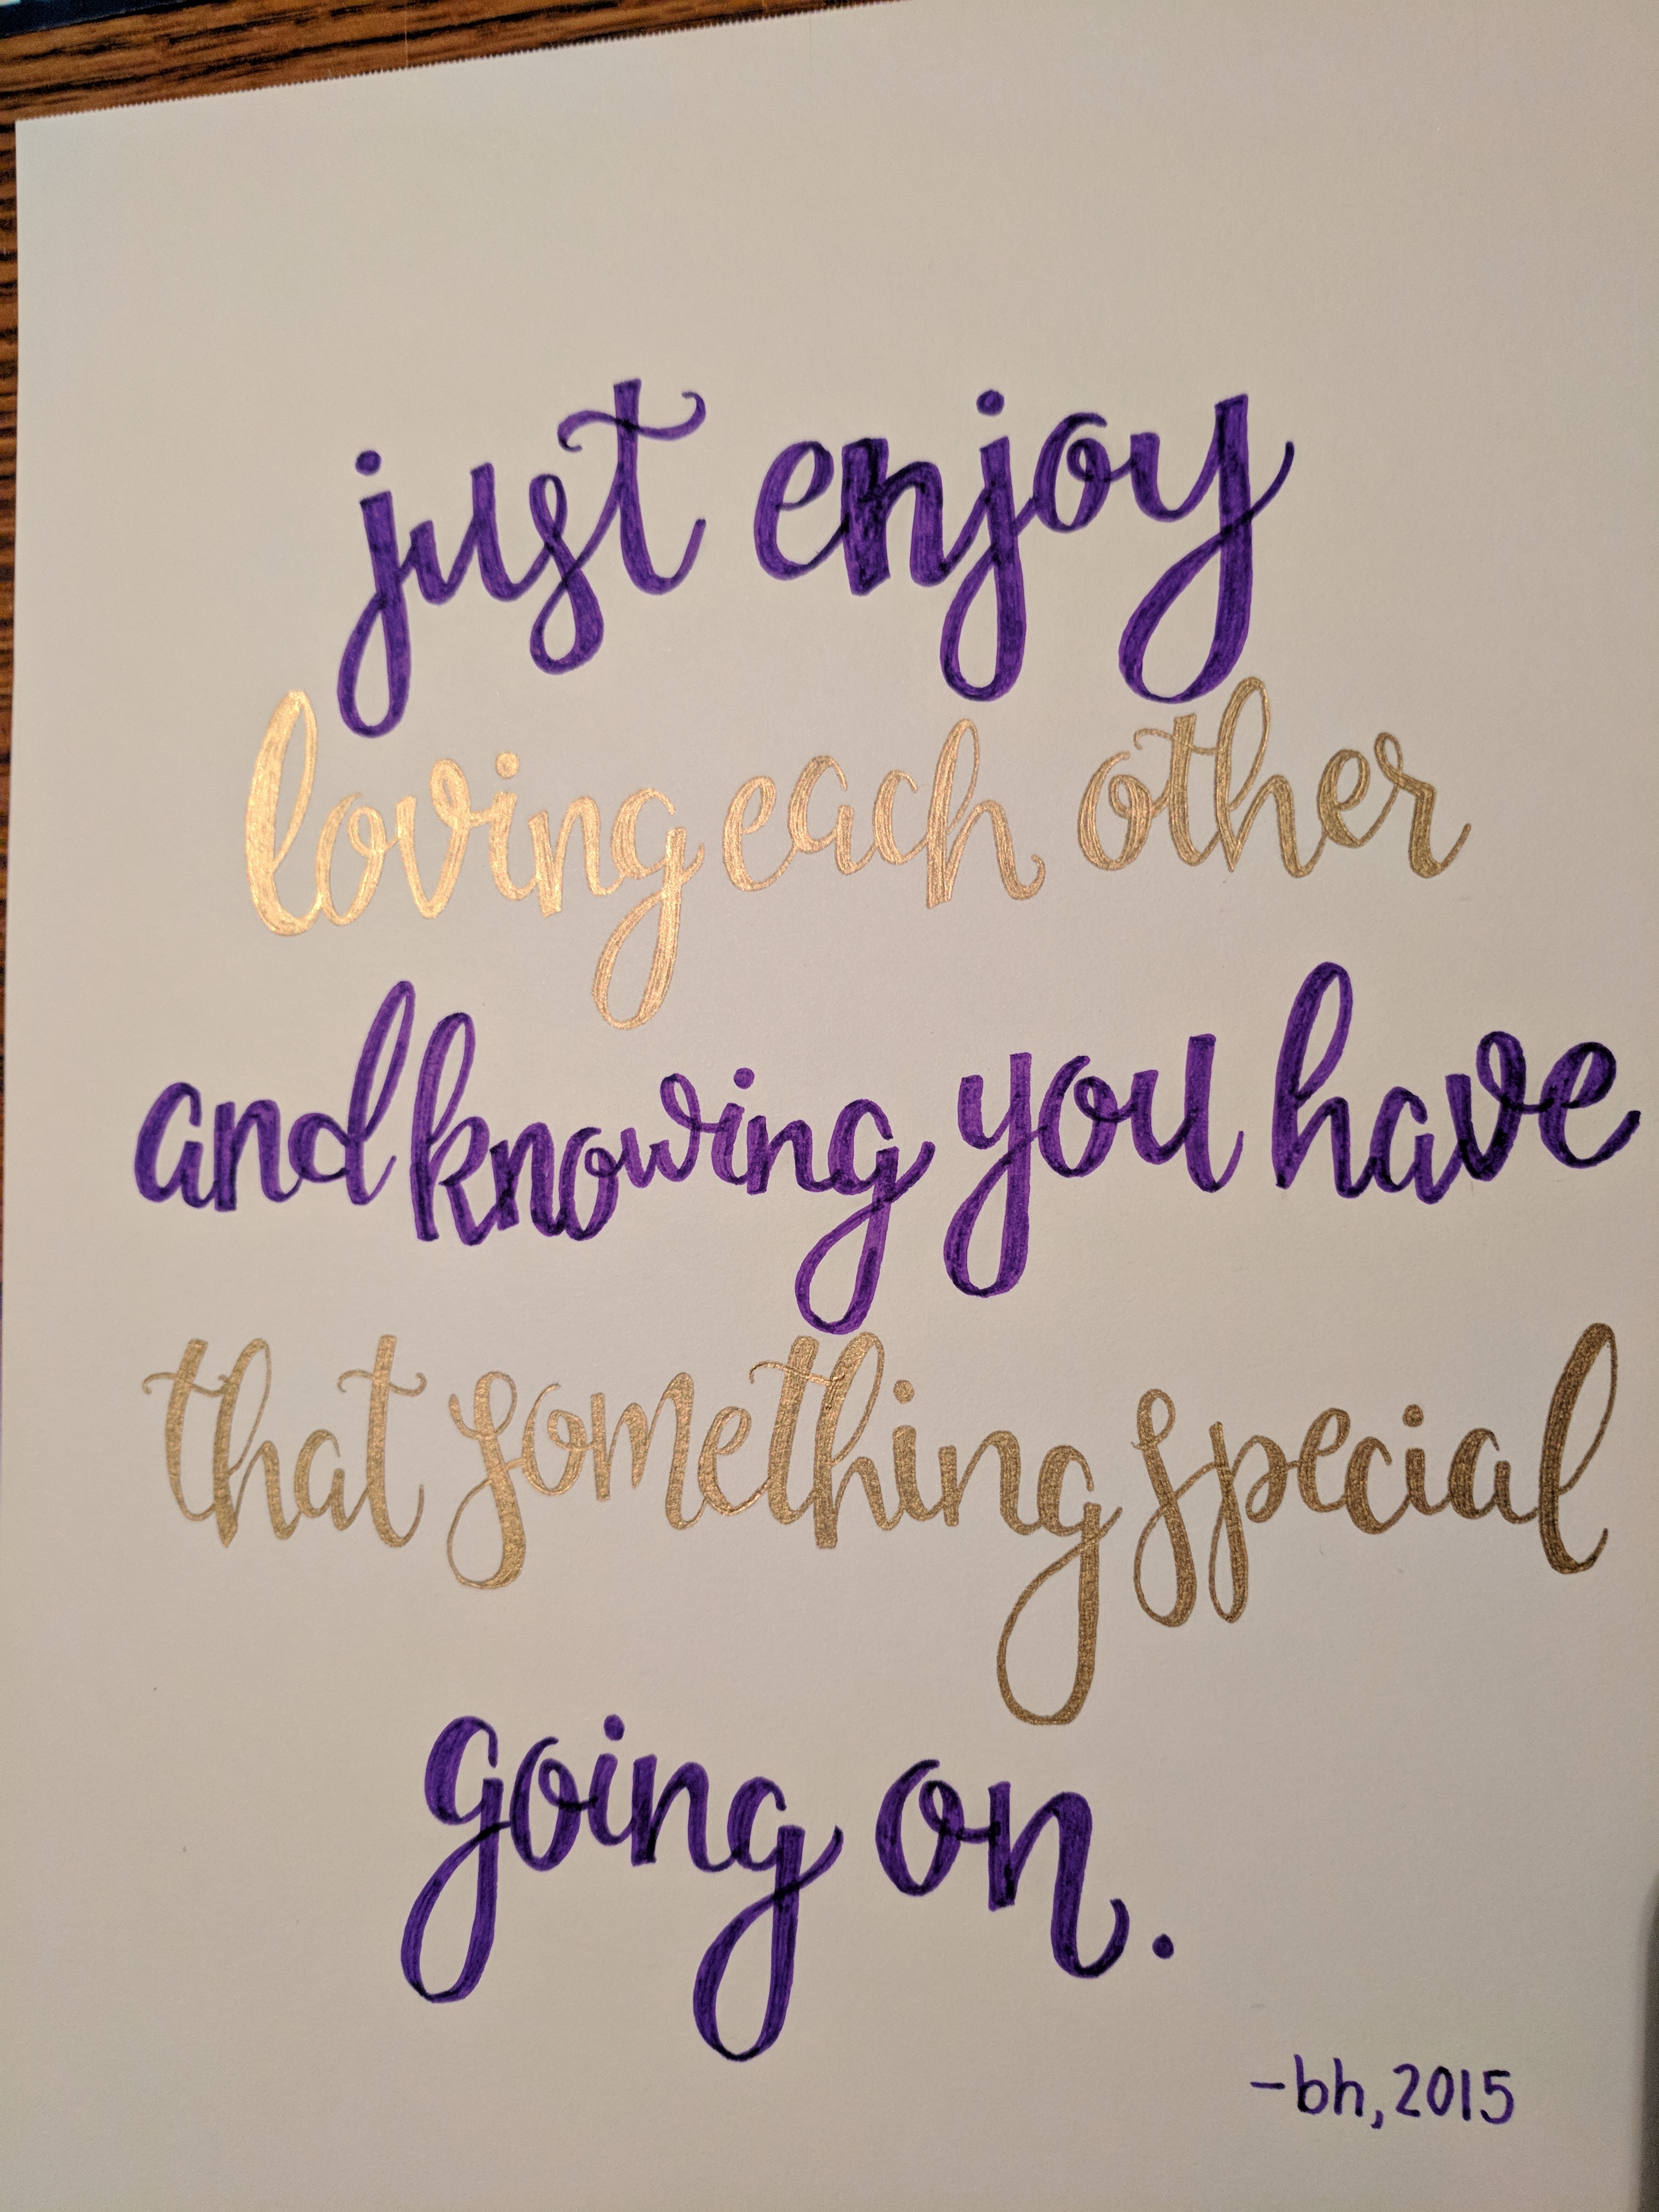 just enjoy
loving each other
and knowing you have
that something special
going on.
-bh, 2015